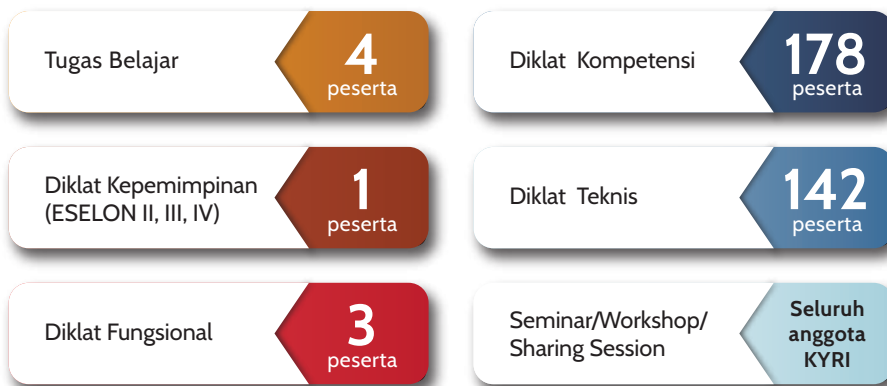 Tugas Belajar
4
peserta
Diklat Kompetensi
178
peserta
Diklat Kepemimpinan
(ESELON II, III, IV)
1
peserta
Diklat Teknis
142
peserta
Diklat Fungsional
3
peserta
Seminar/Workshop/
Sharing Session
Seluruh
anggota
KYRI